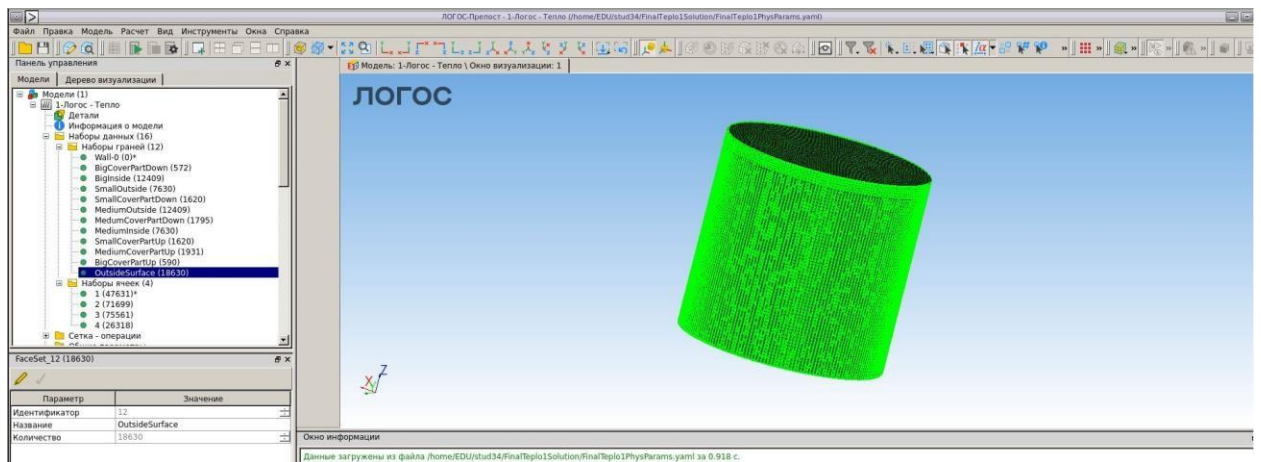 ЛОГОС-Препост - 1-Логос - Тепло (/home/EDU/stud34/FinalTeplo1Solution/FinalTeplo1PhysParams.yaml)
Файл Правка Модель Расчет Вид Инструменты Окна Справка
Панель управления
Модели Дерево визуализации
Модели (1)
1-Логос - Тепло
Детали
Информация о модели
Наборы данных (16)
Наборы граней (12)
Wall-0 (0)*
BigCoverPartDown (572)
BigInside (12409)
SmallOutside (7630)
SmallCoverPartDown (1620)
MediumOutside (12409)
MedumCoverPartDown (1795)
MediumInside (7630)
SmallCoverPartUp (1620)
MediumCoverPartUp (1931)
BigCoverPartUp (590)
OutsideSurface (18630)
Наборы ячеек (4)
1 (47631)*
2 (71699)
3 (75561)
4 (26318)
Сетка - операции
FaceSet_12 (18630)
Параметр Значение
Идентификатор 12
Название OutsideSurface
Количество 18630
Модель: 1-Логос - Тепло \ Окно визуализации: 1
ЛОГОС
X Y Z
Окно информации
Данные загружены из файла /home/EDU/stud34/FinalTeplo1Solution/FinalTeplo1PhysParams.yaml за 0.918 с.